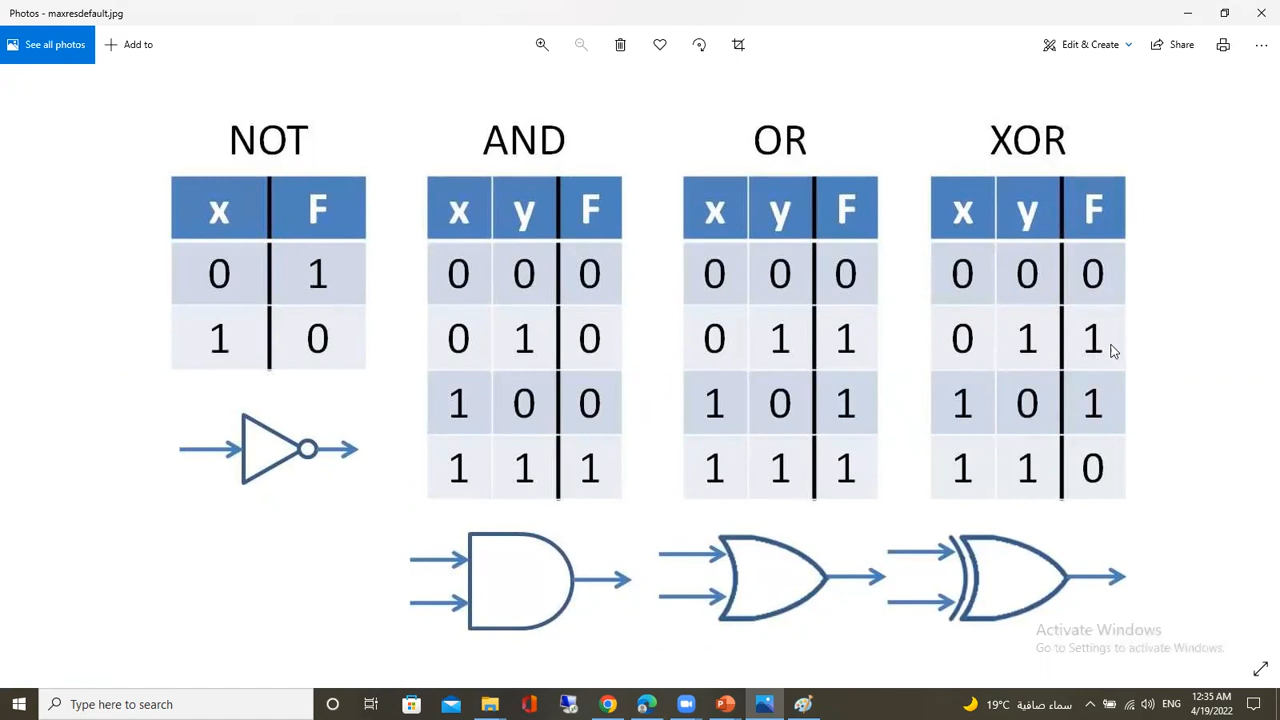 Photos - maxresdefault.jpg
See all photos
Add to
Edit & Create
Share
NOT
x F
0 1
1 0
AND
x y F
0 0 0
0 1 0
1 0 0
1 1 1
OR
x y F
0 0 0
0 1 1
1 0 1
1 1 1
XOR
x y F
0 0 0
0 1 1
1 0 1
1 1 0
Activate Windows
Go to Settings to activate Windows.
Type here to search
19°C سماء صافية
12:35 AM
4/19/2022